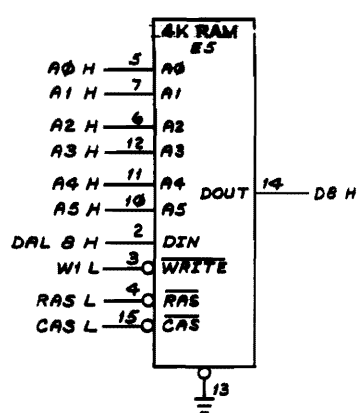 4K RAM
E5
AØ H 5 AØ
A1 H 7 A1
A2 H 6 A2
A3 H 12 A3
A4 H 11 A4
A5 H 10 A5
DOUT 14 D8 H
DAL 8 H 2 DIN
W1 L 3 WRITE
RAS L 4 RAS
CAS L 15 CAS
13